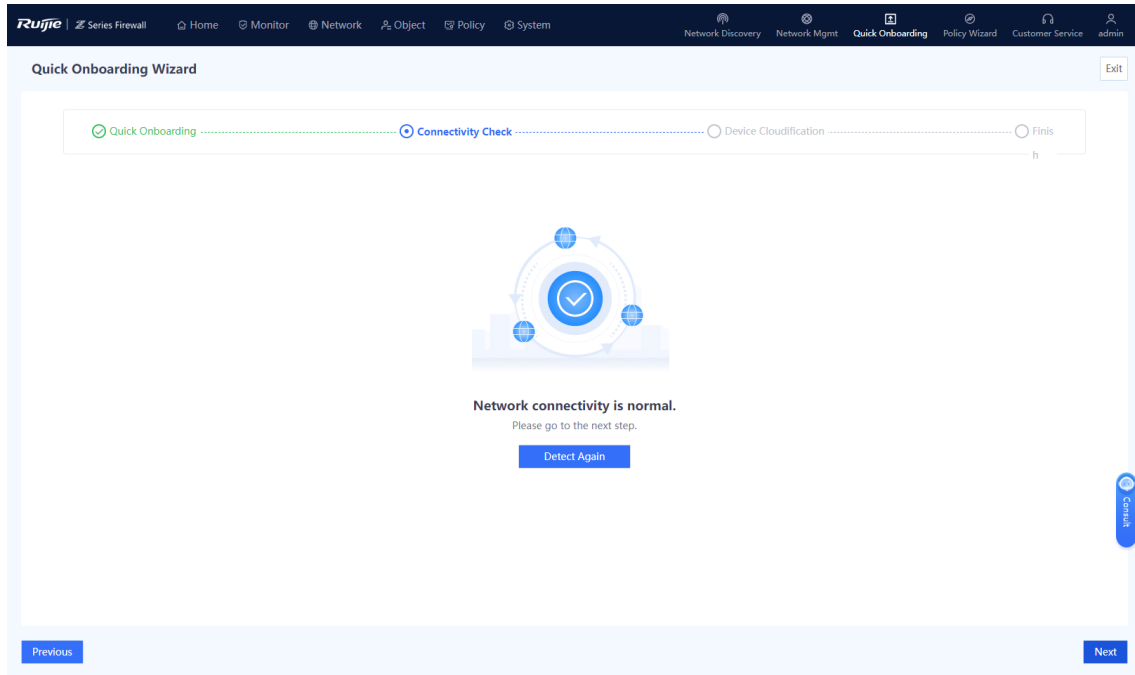 Ruijie | Z Series Firewall Home Monitor Network Object Policy System Network Discovery Network Mgmt Quick Onboarding Policy Wizard Customer Service admin
Quick Onboarding Wizard Exit
Quick Onboarding Connectivity Check Device Cloudification Finis
h
Network connectivity is normal.
Please go to the next step.
Detect Again
Consult
Previous Next